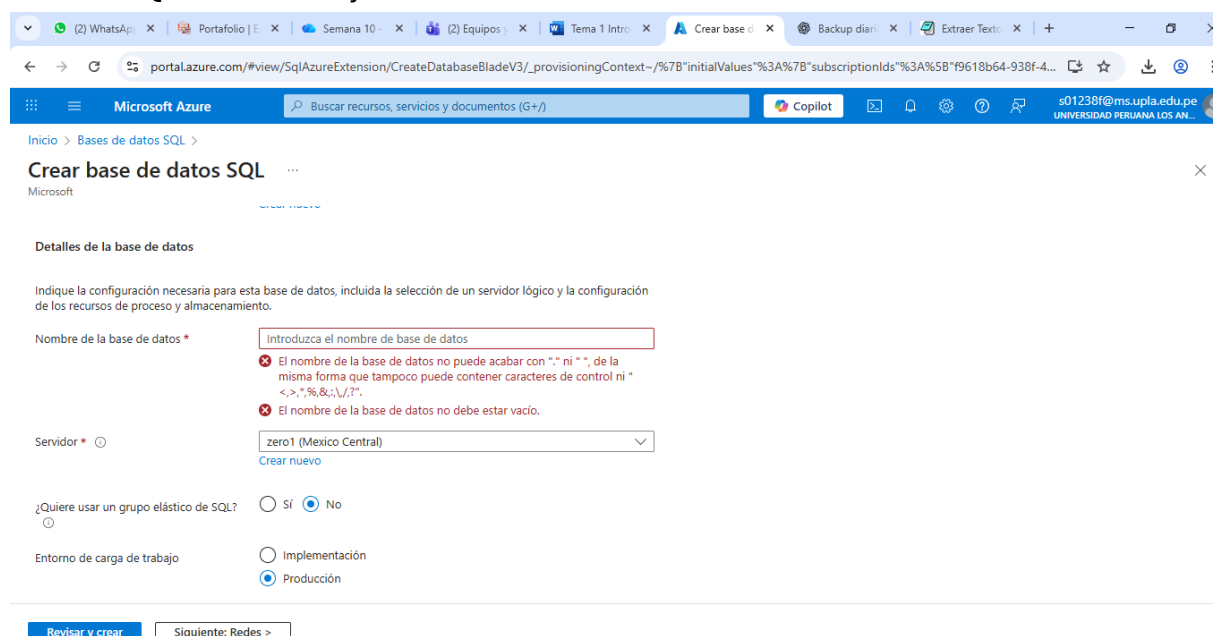 (2) WhatsAp
Portafolio | E
Semana 10 -
(2) Equipos y
Tema 1 Intro
Crear base d
Backup diari
Extraer Texto
portal.azure.com/#view/SqlAzureExtension/CreateDatabaseBladeV3/_provisioningContext~/%7B"initialValues"%3A%7B"subscriptionIds"%3A%5B"f9618b64-938f-4...
Microsoft Azure
Buscar recursos, servicios y documentos (G+/)
Copilot
s01238f@ms.upla.edu.pe
UNIVERSIDAD PERUANA LOS AN...
Inicio > Bases de datos SQL >
Crear base de datos SQL ...
Microsoft
Crear nuevo
Detalles de la base de datos
Indique la configuración necesaria para esta base de datos, incluida la selección de un servidor lógico y la configuración
de los recursos de proceso y almacenamiento.
Nombre de la base de datos *
Introduzca el nombre de base de datos
El nombre de la base de datos no puede acabar con "." ni " ", de la
misma forma que tampoco puede contener caracteres de control ni "
<,>,*,%,&,:,\,/,?".
El nombre de la base de datos no debe estar vacío.
Servidor *
zero1 (Mexico Central)
Crear nuevo
¿Quiere usar un grupo elástico de SQL?
Sí
No
Entorno de carga de trabajo
Implementación
Producción
Revisar y crear
Siguiente: Redes >